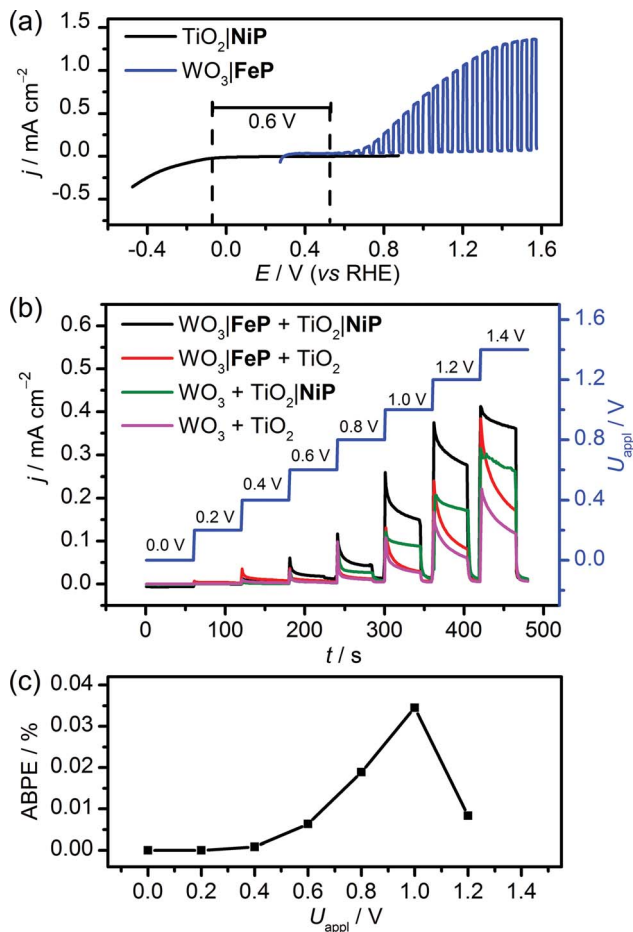 (a)
TiO₂|NiP
WO₃|FeP
0.6 V
1.5
1.0
0.5
0.0
-0.5
j / mA cm⁻²
-0.4 0.0 0.4 0.8 1.2 1.6
E / V (vs RHE)
(b)
WO₃|FeP + TiO₂|NiP
WO₃|FeP + TiO₂
WO₃ + TiO₂|NiP
WO₃ + TiO₂
0.0 V
0.2 V
0.4 V
0.6 V
0.8 V
1.0 V
1.2 V
1.4 V
0.6
0.5
0.4
0.3
0.2
0.1
0.0
j / mA cm⁻²
1.6
1.2
0.8
0.4
0.0
Uappl / V
0 100 200 300 400 500
t / s
(c)
0.04
0.03
0.02
0.01
0.00
ABPE / %
0.0 0.2 0.4 0.6 0.8 1.0 1.2 1.4
Uappl / V